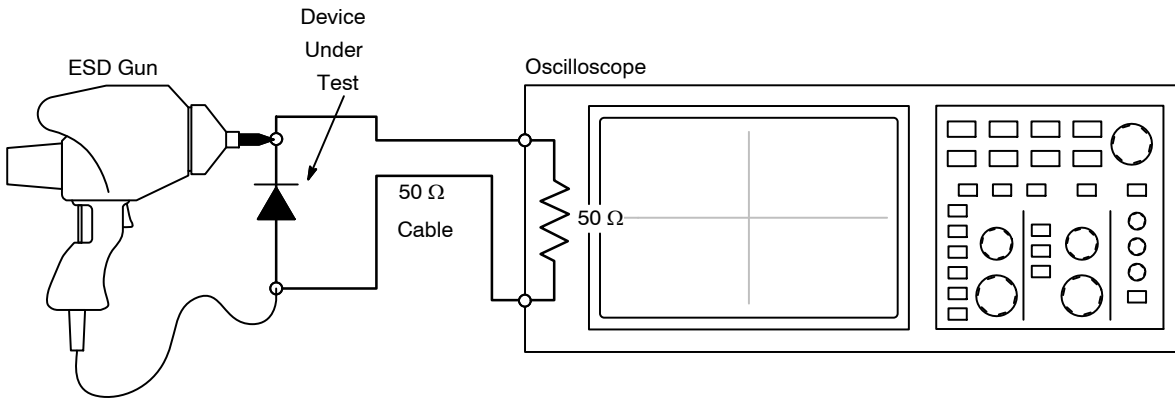 Device
Under
Test
ESD Gun
Oscilloscope
50 Ω
Cable
50 Ω